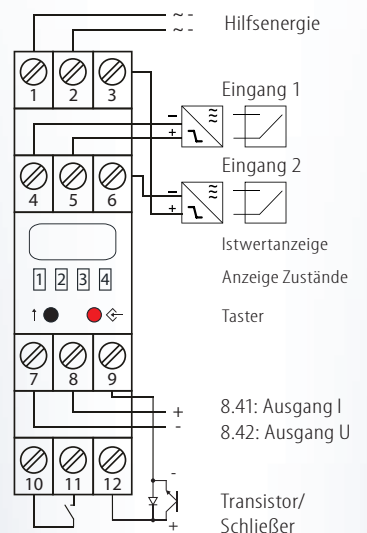 ~ -
~ -
Hilfsenergie
1 2 3
Eingang 1
-
+
Eingang 2
4 5 6
-
+
Istwertanzeige
1 2 3 4
Anzeige Zustände
↑
Taster
7 8 9
+
-
8.41: Ausgang I
8.42: Ausgang U
10 11 12
-
+
Transistor/
Schließer